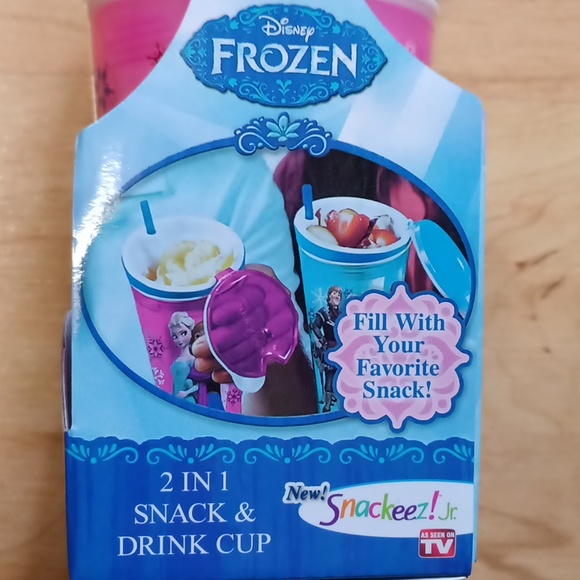 Disney
FROZEN
Fill With
Your
Favorite
Snack!
2 IN 1
SNACK &
DRINK CUP
New!
Snackeez!™ Jr.
AS SEEN ON
TV